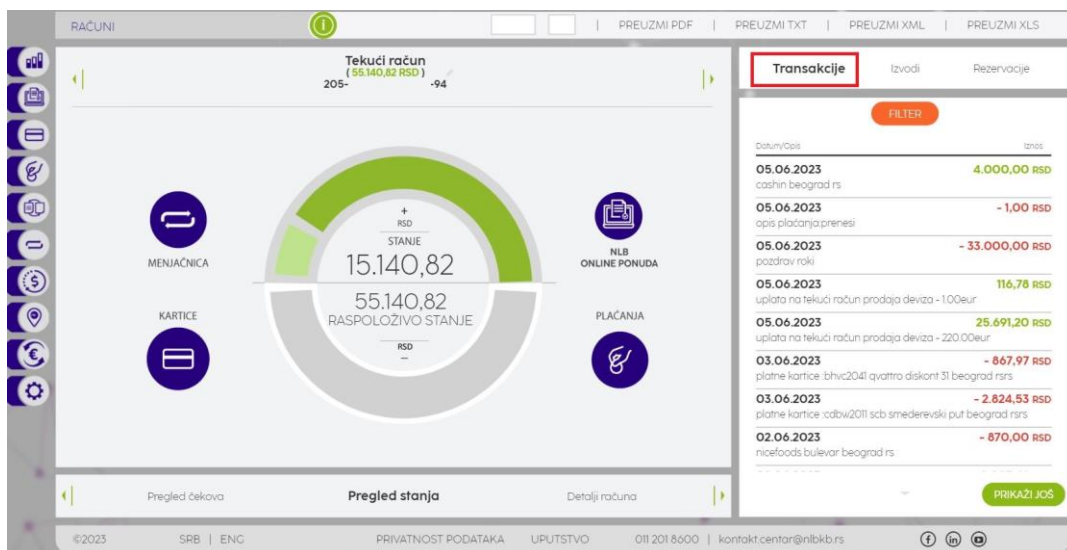 RAČUNI
PREUZMI PDF | PREUZMI TXT | PREUZMI XML | PREUZMI XLS
Tekući račun
( 55.140,82 RSD )
205- -94
Transakcije Izvodi Rezervacije
FILTER
Datum/Opis Iznos
05.06.2023 4.000,00 RSD
cashin beograd rs
05.06.2023 - 1,00 RSD
opis plaćanja:prenesi
05.06.2023 - 33.000,00 RSD
pozdrav roki
05.06.2023 116,78 RSD
uplata na tekući račun prodaja deviza - 1.00eur
05.06.2023 25.691,20 RSD
uplata na tekući račun prodaja deviza - 220.00eur
03.06.2023 - 867,97 RSD
platne kartice :bhvc2041 qvattro diskont 31 beograd rsrs
03.06.2023 - 2.824,53 RSD
platne kartice :cdbw2011 scb smederevski put beograd rsrs
02.06.2023 - 870,00 RSD
nicefoods bulevar beograd rs
PRIKAŽI JOŠ
MENJAČNICA
KARTICE
+
RSD
STANJE
15.140,82
55.140,82
RASPOLOŽIVO STANJE
RSD
–
NLB
ONLINE PONUDA
PLAĆANJA
Pregled čekova Pregled stanja Detalji računa
©2023 SRB | ENG PRIVATNOST PODATAKA UPUTSTVO 011 201 8600 | kontakt.centar@nlbkb.rs